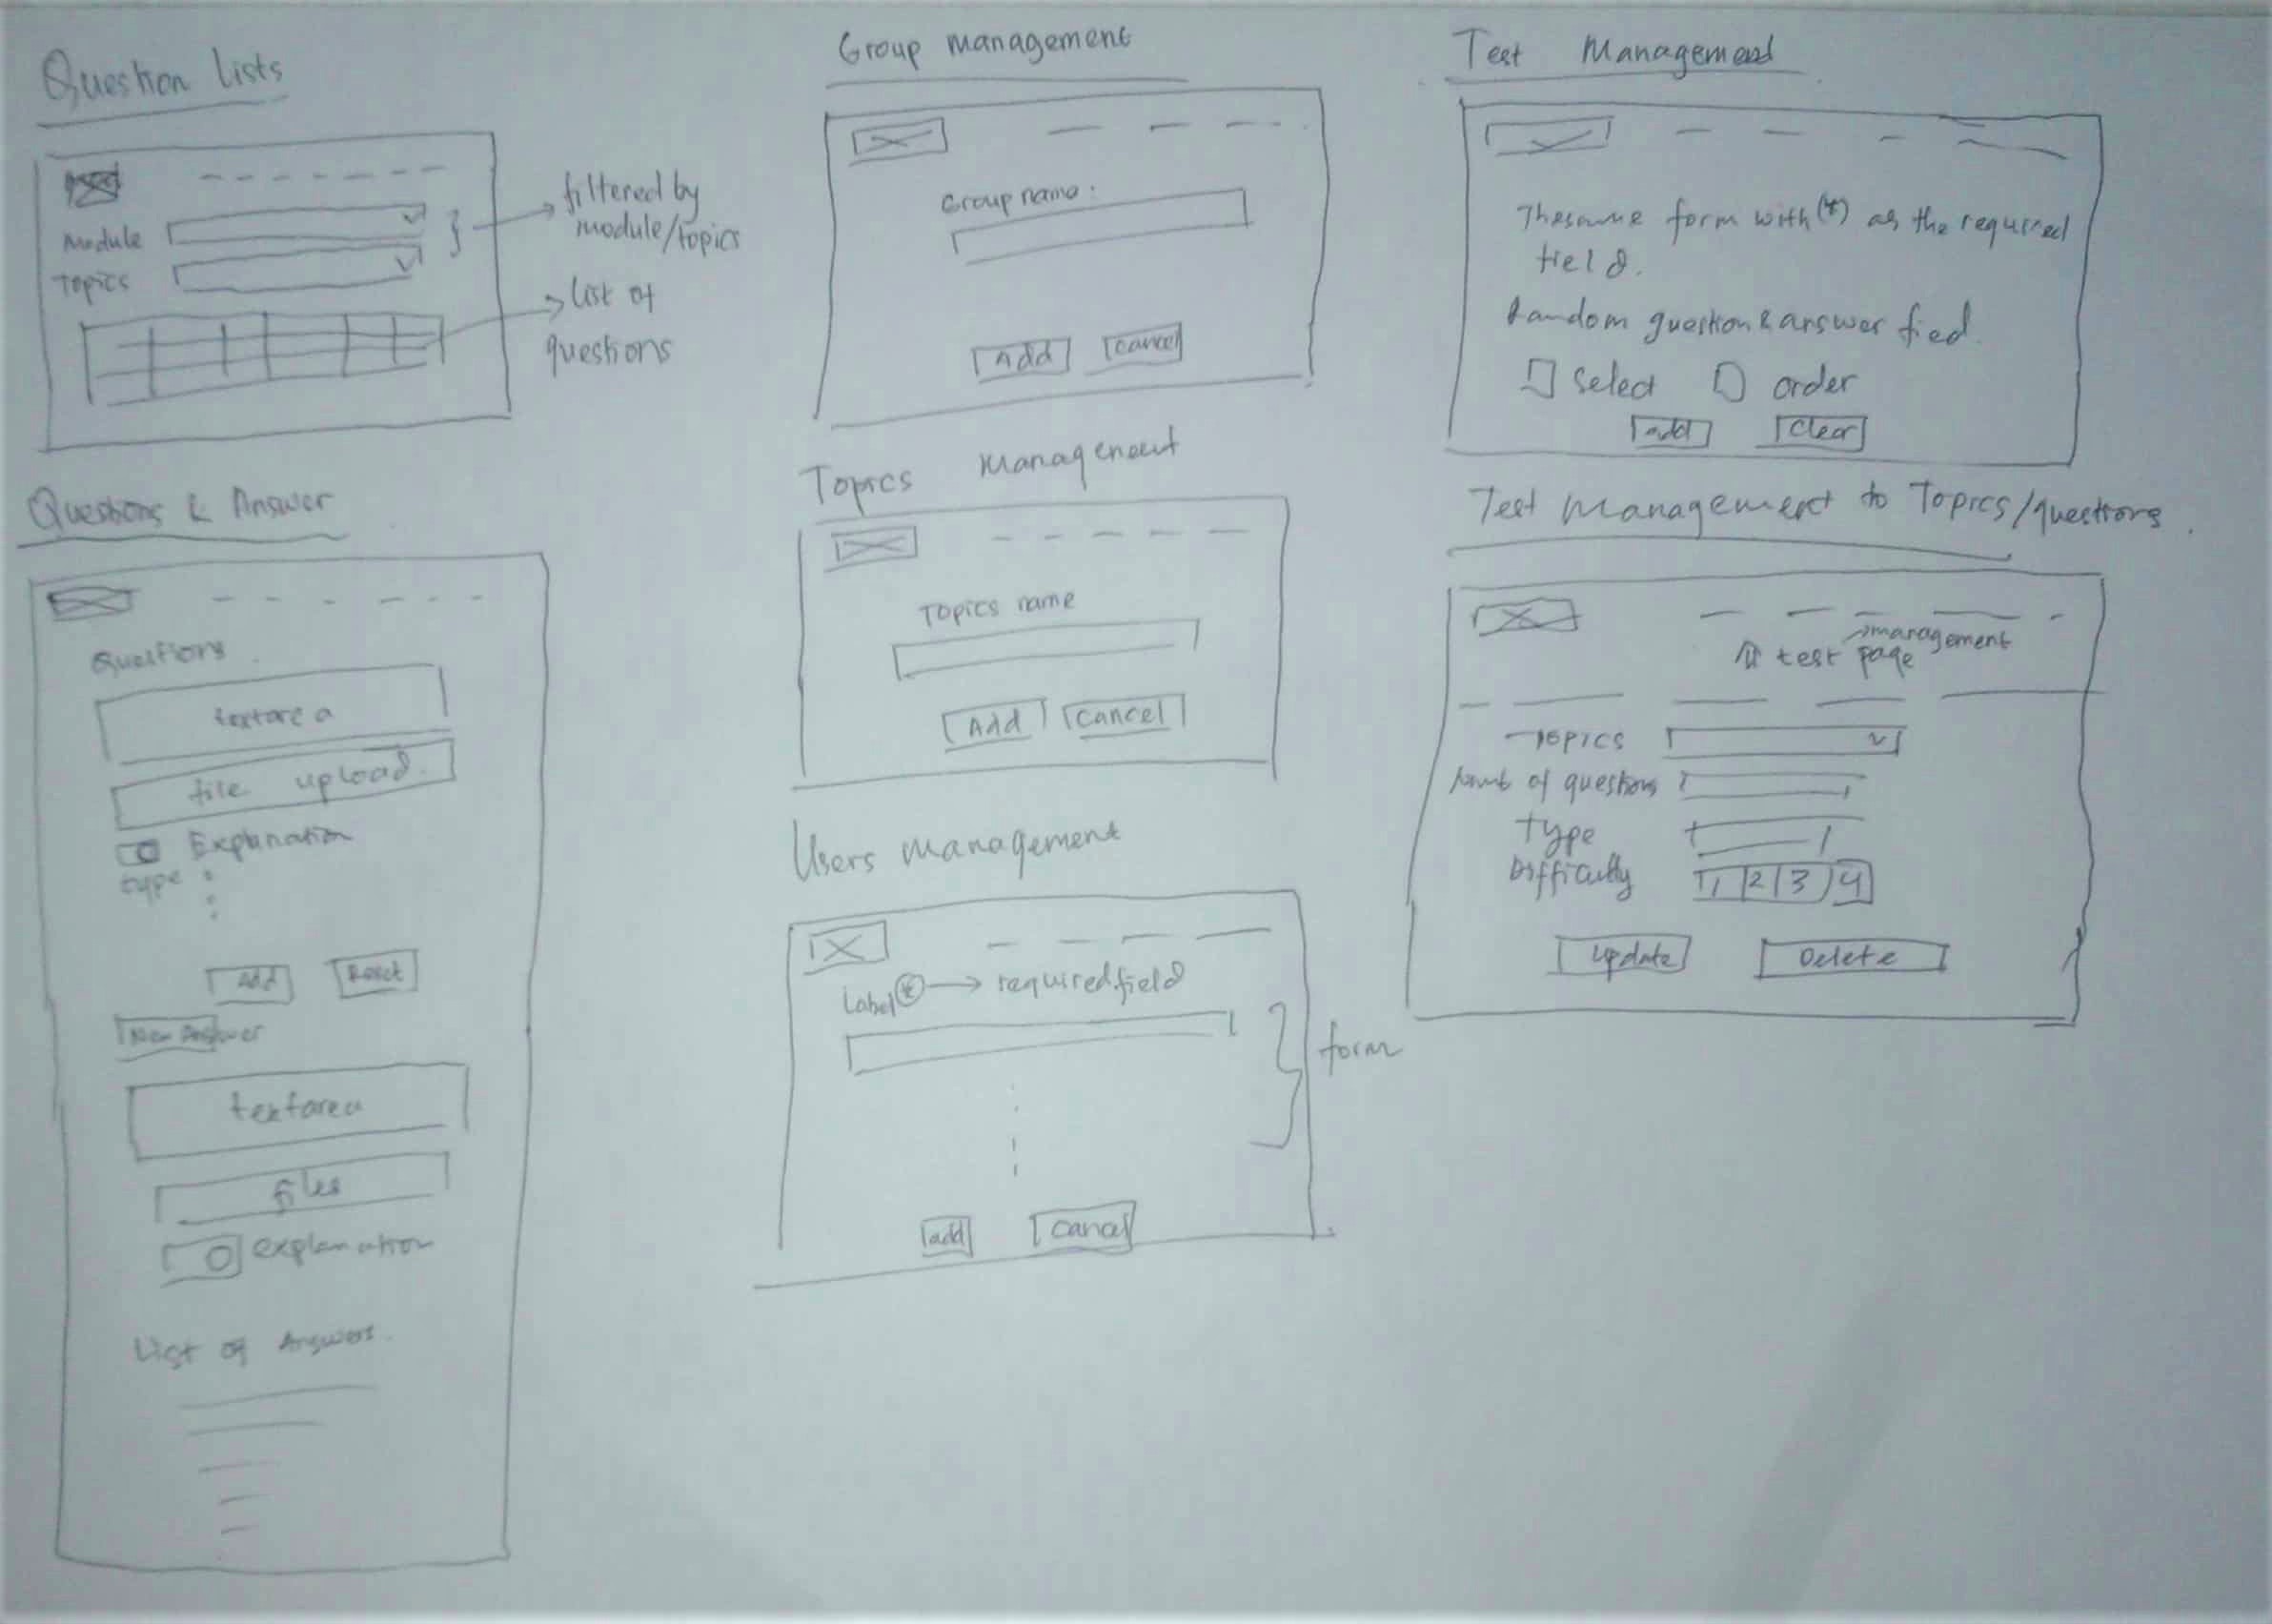 Question Lists
Module
Topics
filtered by
module/topics
list of
questions
Questions & Answer
Questions
textarea
file upload.
Explanation
type
Add
Reset
New Answer
textarea
files
explanation
List of Answers.
Group Management
Group name:
Add
Cancel
Topics Management
Topics name
Add
Cancel
Users Management
Label * → required field
form
add
Cancel
Test Management
The same form with (*) as the required
field.
Random question & answer fied.
select
order
add
Clear
Test Management to Topics/questions.
management
test page
Topics
of questions
Type
Difficulty
1 2 3 4
Update
Delete